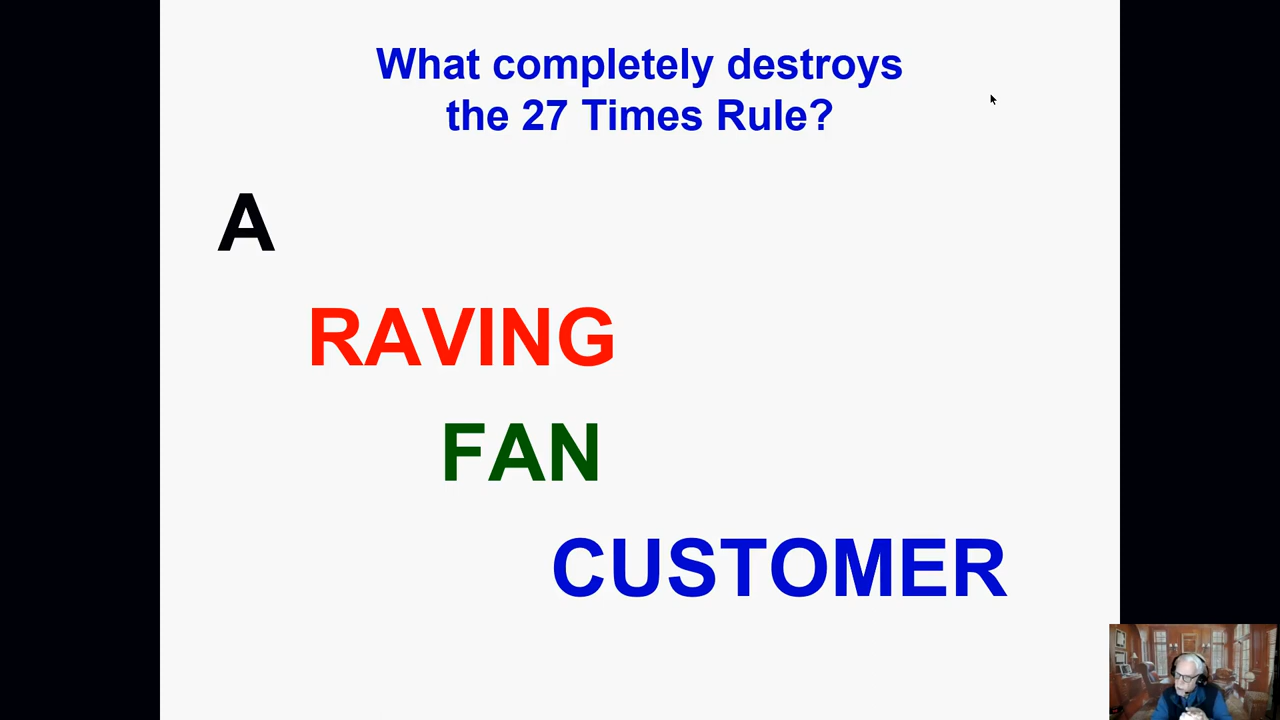 What completely destroys
the 27 Times Rule?
A
RAVING
FAN
CUSTOMER